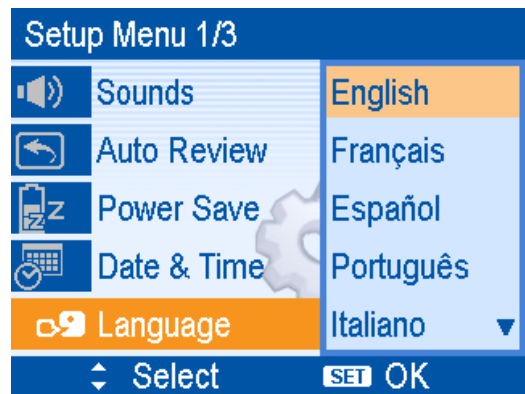 Setup Menu 1/3
Sounds
Auto Review
Power Save
Date & Time
Language
English
Français
Español
Português
Italiano
Select
SET OK